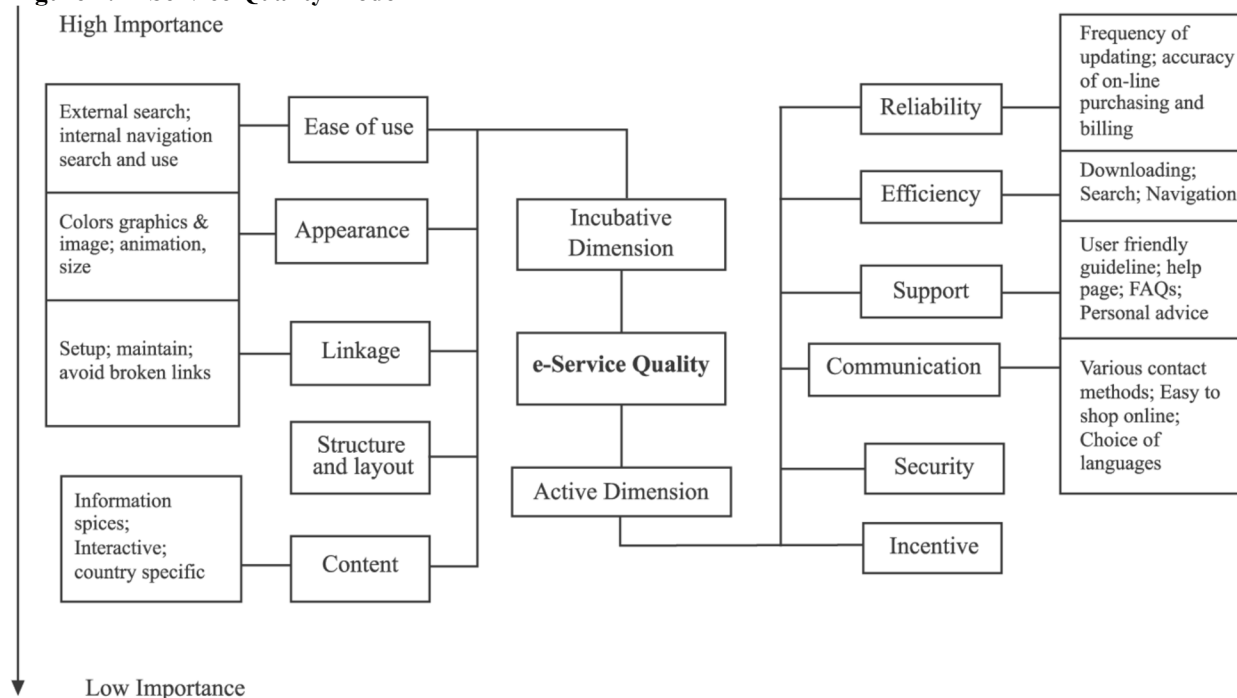 High Importance
External search;
internal navigation
search and use
Ease of use
Colors graphics &
image; animation,
size
Appearance
Setup; maintain;
avoid broken links
Linkage
Structure
and layout
Information
spices;
Interactive;
country specific
Content
Incubative
Dimension
e-Service Quality
Active Dimension
Reliability
Frequency of
updating; accuracy
of on-line
purchasing and
billing
Efficiency
Downloading;
Search; Navigation
Support
User friendly
guideline; help
page; FAQs;
Personal advice
Communication
Various contact
methods; Easy to
shop online;
Choice of
languages
Security
Incentive
Low Importance